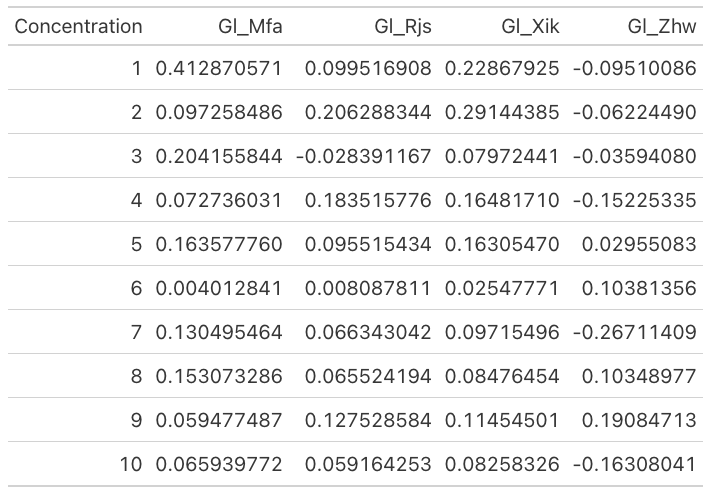 Concentration Gl_Mfa Gl_Rjs Gl_Xik Gl_Zhw
1 0.412870571 0.099516908 0.22867925 -0.09510086
2 0.097258486 0.206288344 0.29144385 -0.06224490
3 0.204155844 -0.028391167 0.07972441 -0.03594080
4 0.072736031 0.183515776 0.16481710 -0.15225335
5 0.163577760 0.095515434 0.16305470 0.02955083
6 0.004012841 0.008087811 0.02547771 0.10381356
7 0.130495464 0.066343042 0.09715496 -0.26711409
8 0.153073286 0.065524194 0.08476454 0.10348977
9 0.059477487 0.127528584 0.11454501 0.19084713
10 0.065939772 0.059164253 0.08258326 -0.16308041